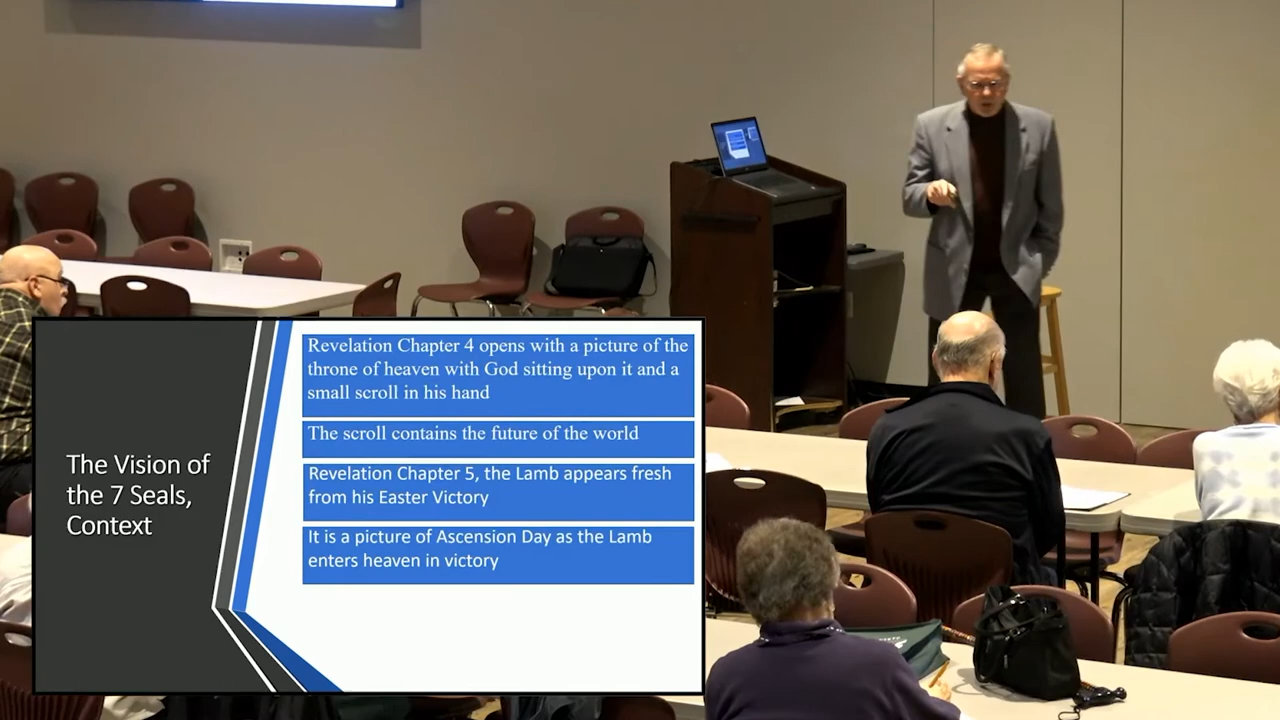 The Vision of
the 7 Seals,
Context
Revelation Chapter 4 opens with a picture of the
throne of heaven with God sitting upon it and a
small scroll in his hand
The scroll contains the future of the world
Revelation Chapter 5, the Lamb appears fresh
from his Easter Victory
It is a picture of Ascension Day as the Lamb
enters heaven in victory